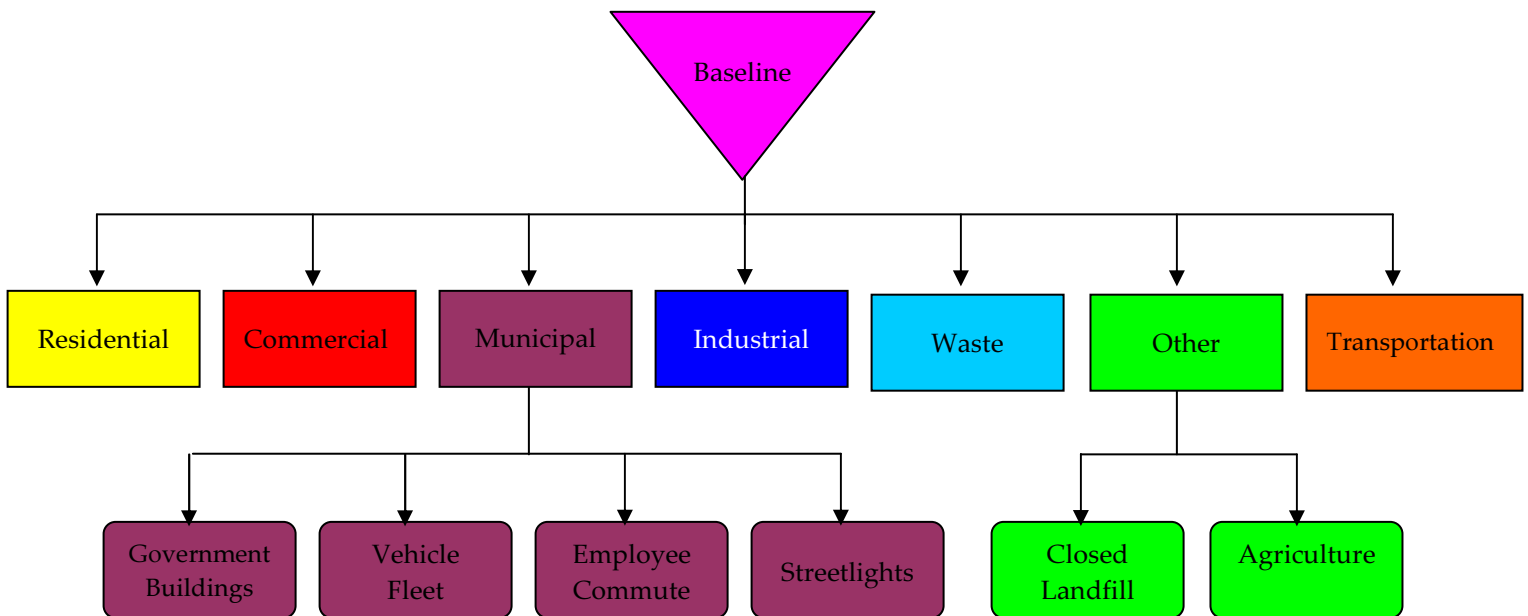 Baseline
Residential
Commercial
Municipal
Industrial
Waste
Other
Transportation
Government
Buildings
Vehicle
Fleet
Employee
Commute
Streetlights
Closed
Landfill
Agriculture